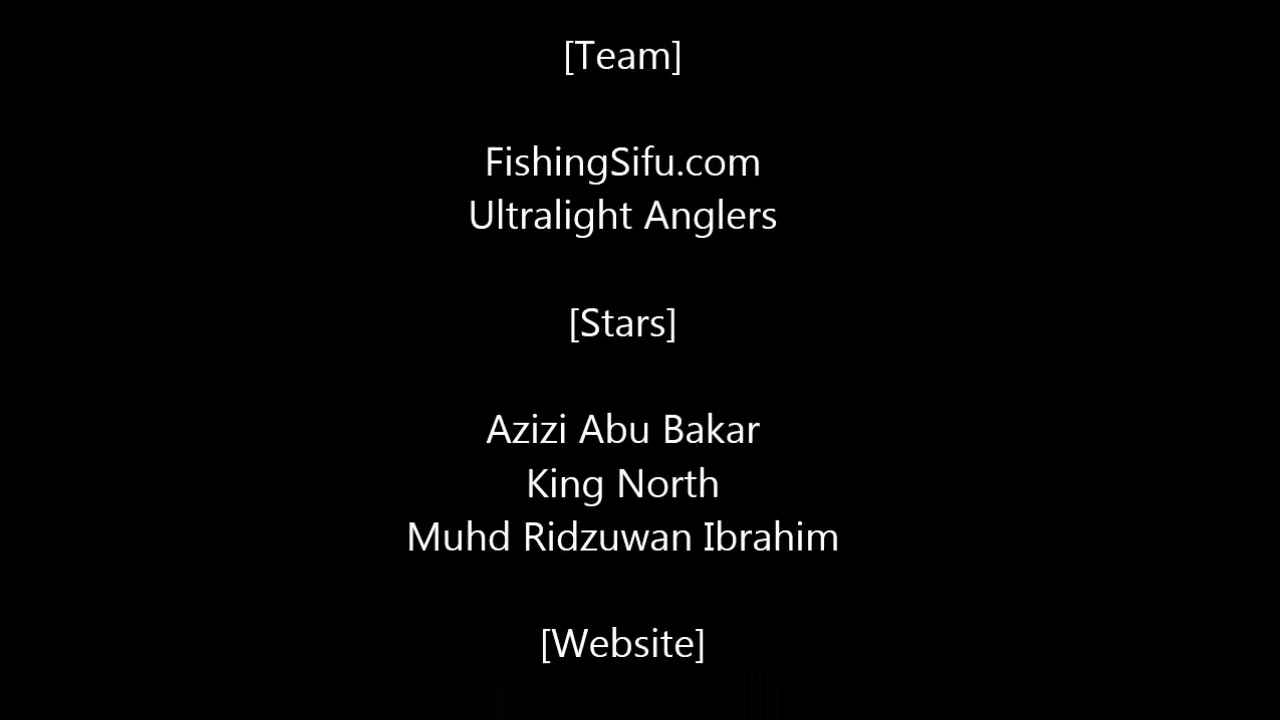 [Team]
FishingSifu.com
Ultralight Anglers
[Stars]
Azizi Abu Bakar
King North
Muhd Ridzuwan Ibrahim
[Website]